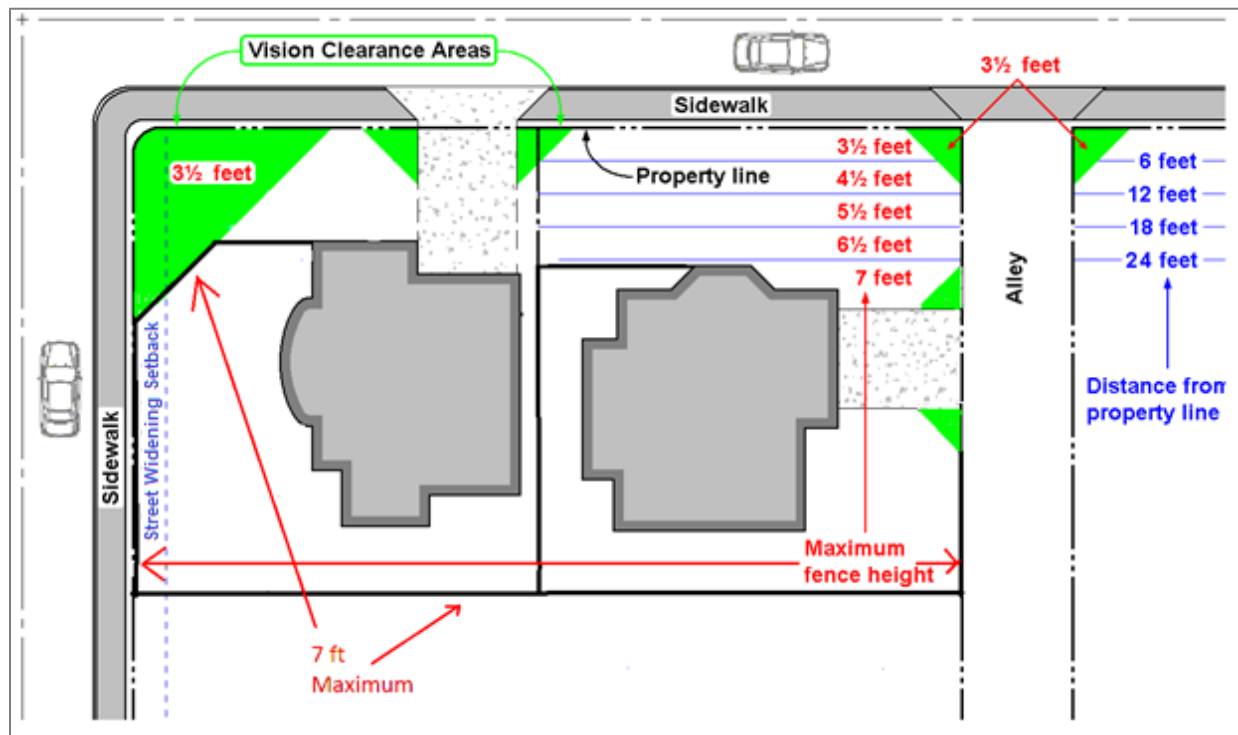 Vision Clearance Areas
3½ feet
Sidewalk
3½ feet
Property line
3½ feet
4½ feet
5½ feet
6½ feet
7 feet
6 feet
12 feet
18 feet
24 feet
Alley
Distance from
property line
Street Widening Setback
Sidewalk
Maximum
fence height
7 ft
Maximum